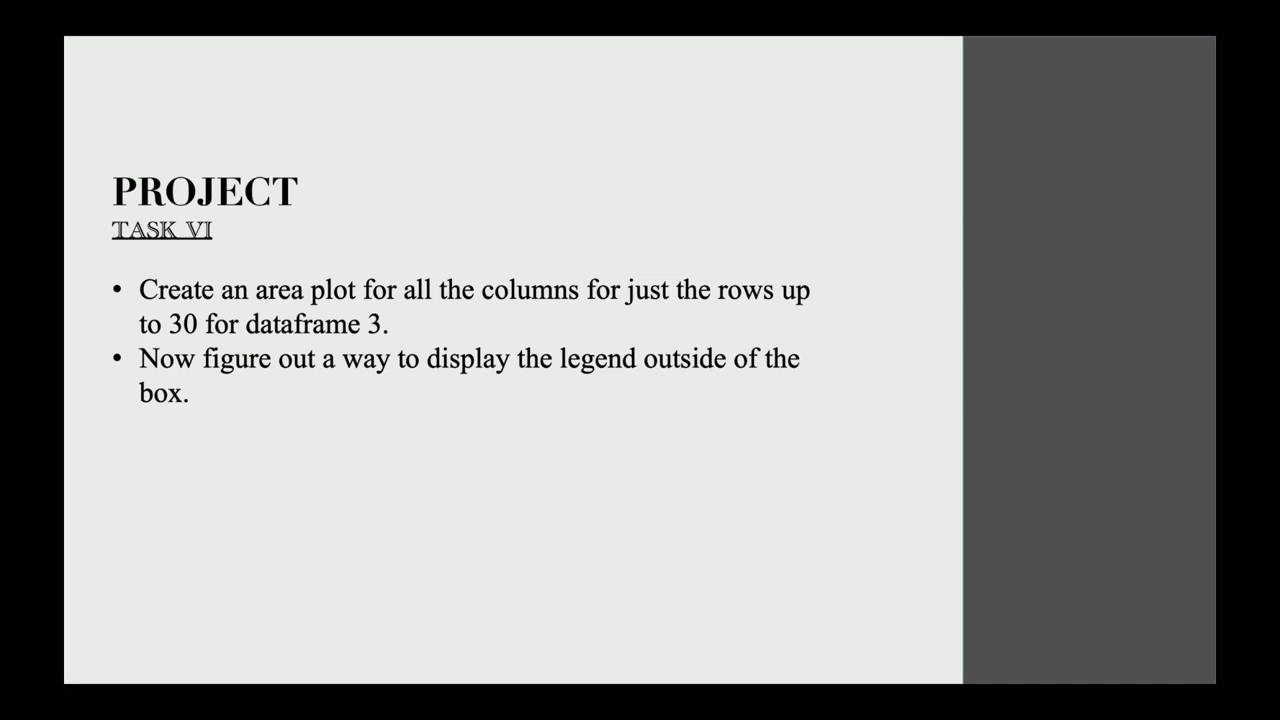 PROJECT
TASK VI
• Create an area plot for all the columns for just the rows up
to 30 for dataframe 3.
• Now figure out a way to display the legend outside of the
box.